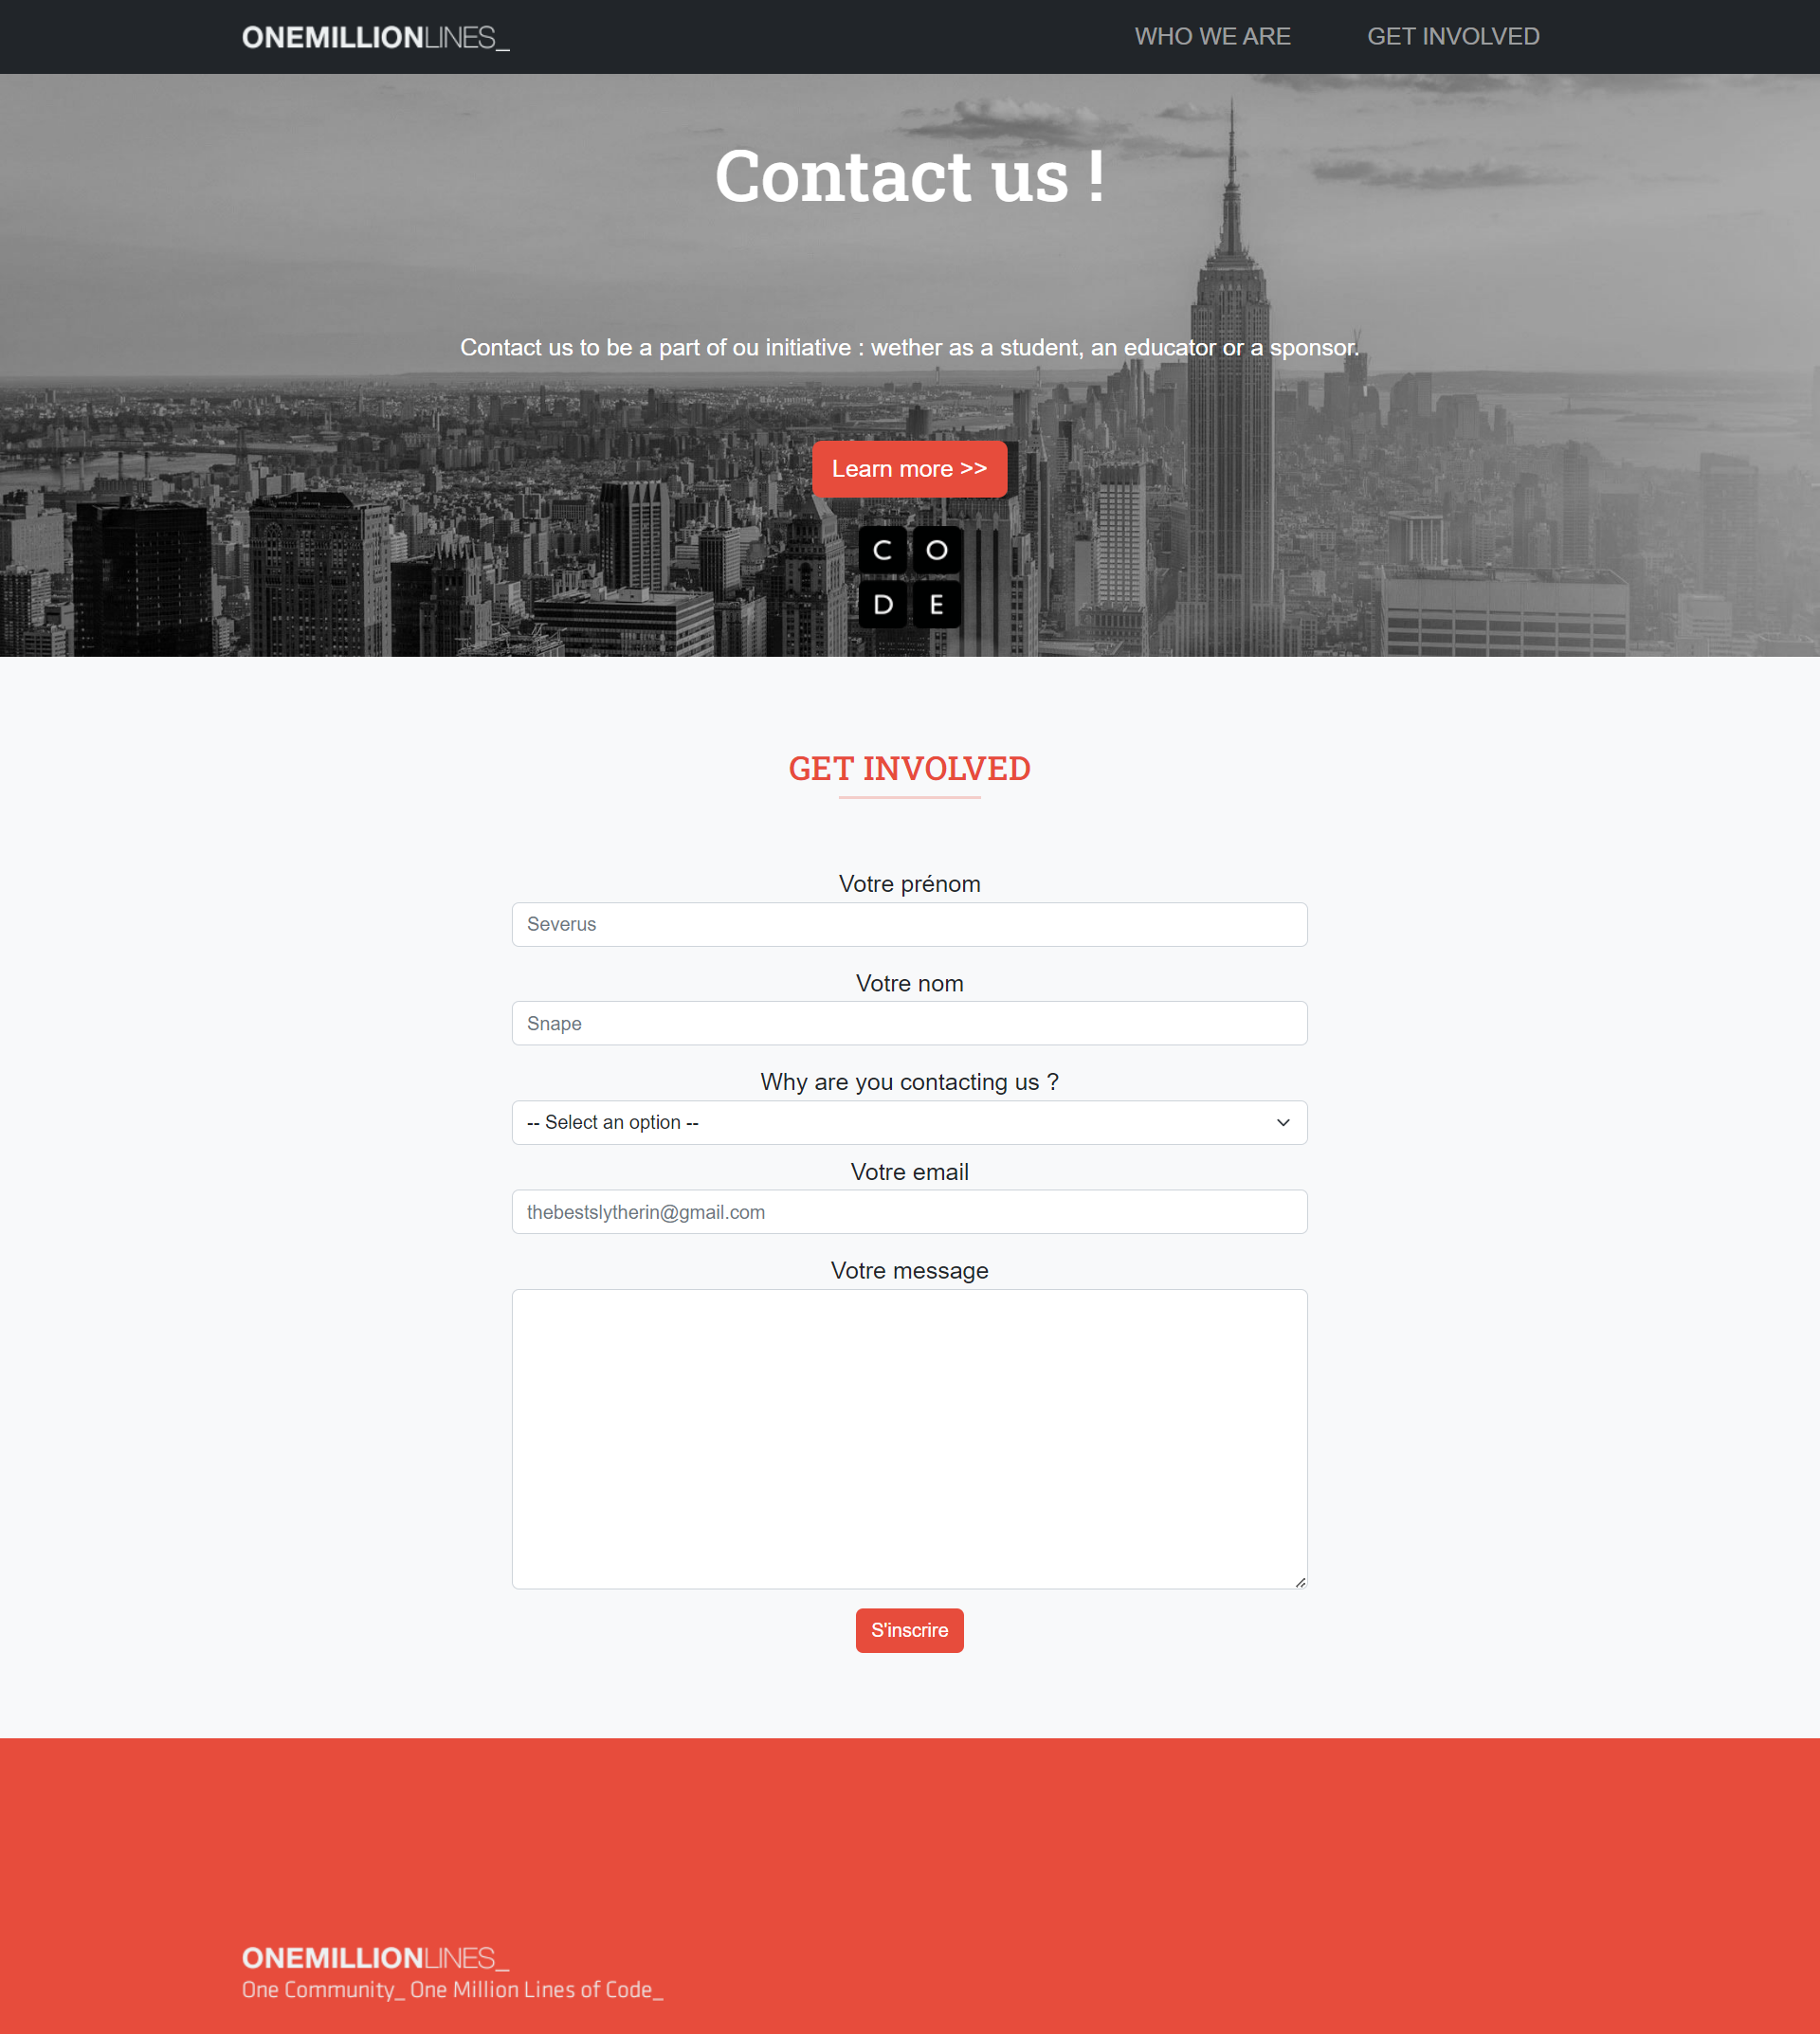 ONEMILLIONLINES_
WHO WE ARE
GET INVOLVED
Contact us !
Contact us to be a part of ou initiative : wether as a student, an educator or a sponsor.
Learn more >>
C O
D E
GET INVOLVED
Votre prénom
Severus
Votre nom
Snape
Why are you contacting us ?
-- Select an option --
Votre email
thebestslytherin@gmail.com
Votre message
S'inscrire
ONEMILLIONLINES_
One Community_ One Million Lines of Code_